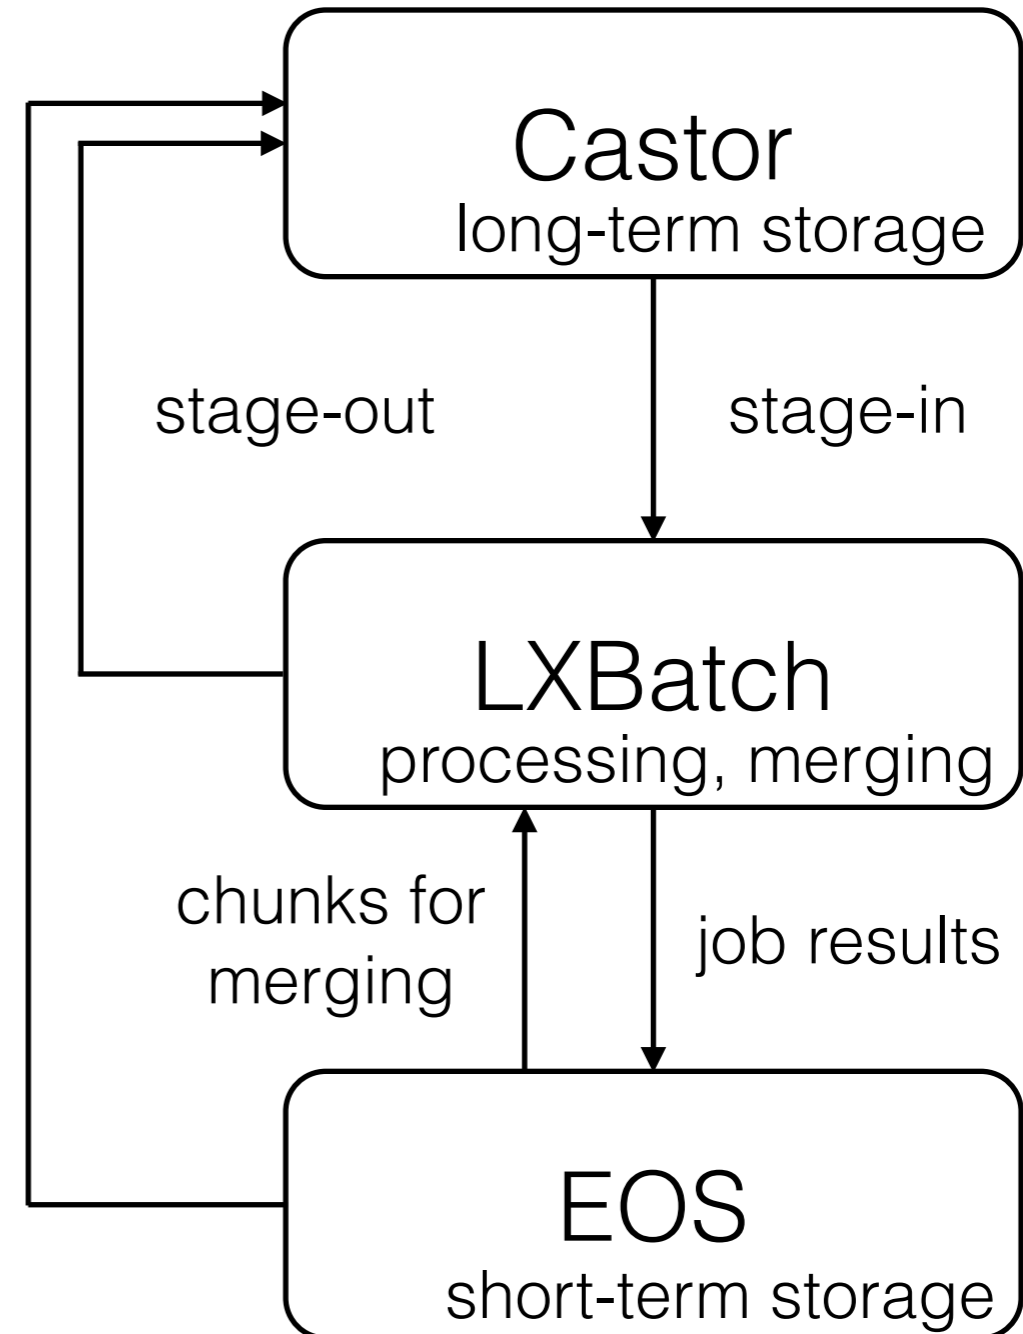 Castor
long-term storage
stage-out
stage-in
LXBatch
processing, merging
chunks for
merging
job results
EOS
short-term storage